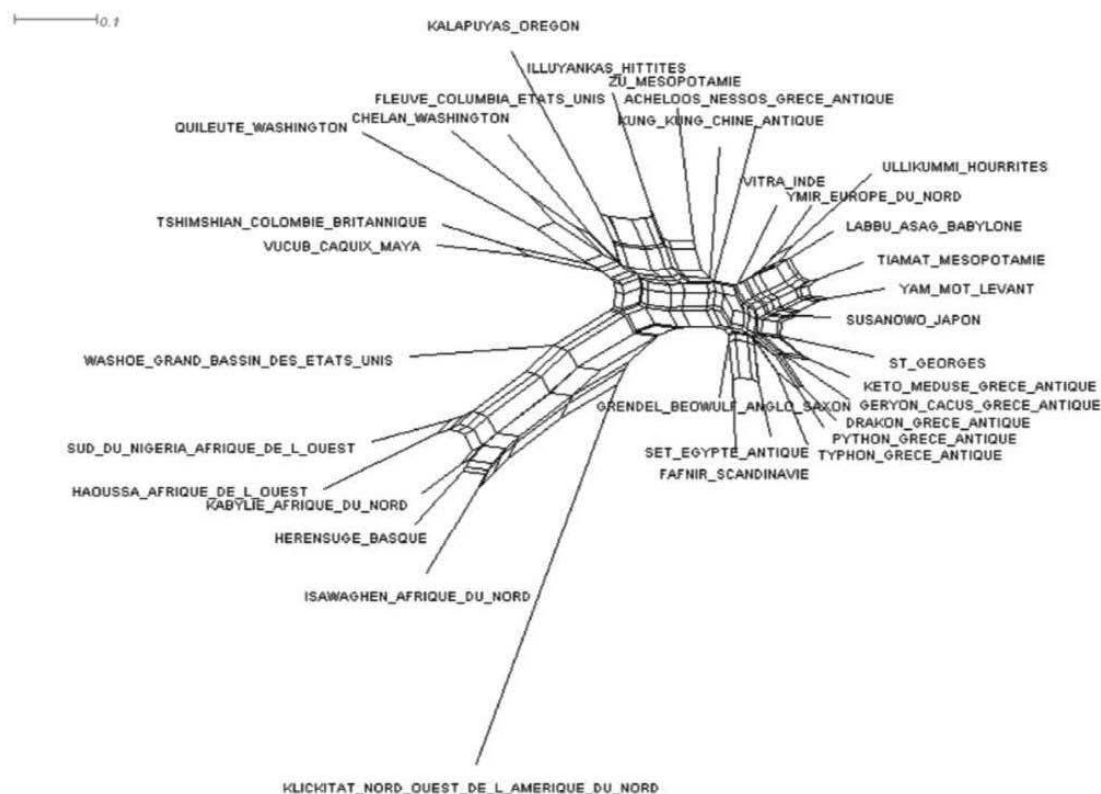 0.1
KALAPUYAS_OREGON
ILLUYANKAS_HITTITES
ZU_MESOPOTAMIE
FLEUVE_COLUMBIA_ETATS_UNIS
ACHELOOS_NESSOS_GRECE_ANTIQUE
CHELAN_WASHINGTON
KUNG_KUNG_CHINE_ANTIQUE
QUILEUTE_WASHINGTON
ULLIKUMMI_HOURRITES
VITRA_INDE
YMIR_EUROPE_DU_NORD
TSHIMSHIAN_COLOMBIE_BRITANNIQUE
LABBU_ASAG_BABYLONE
VUCUB_CAQUIX_MAYA
TIAMAT_MESOPOTAMIE
YAM_MOT_LEVANT
SUSANOWO_JAPON
WASHOE_GRAND_BASSIN_DES_ETATS_UNIS
ST_GEORGES
KETO_MEDUSE_GRECE_ANTIQUE
GRENDEL_BEOWULF_ANGLO_SAXON
GERYON_CACUS_GRECE_ANTIQUE
DRAKON_GRECE_ANTIQUE
PYTHON_GRECE_ANTIQUE
SUD_DU_NIGERIA_AFRIQUE_DE_L_OUEST
SET_EGYPTE_ANTIQUE
TYPHON_GRECE_ANTIQUE
FAFNIR_SCANDINAVIE
HAOUSSA_AFRIQUE_DE_L_OUEST
KABYLIE_AFRIQUE_DU_NORD
HERENSUGE_BASQUE
ISAWAGHEN_AFRIQUE_DU_NORD
KLICKITAT_NORD_OUEST_DE_L_AMERIQUE_DU_NORD